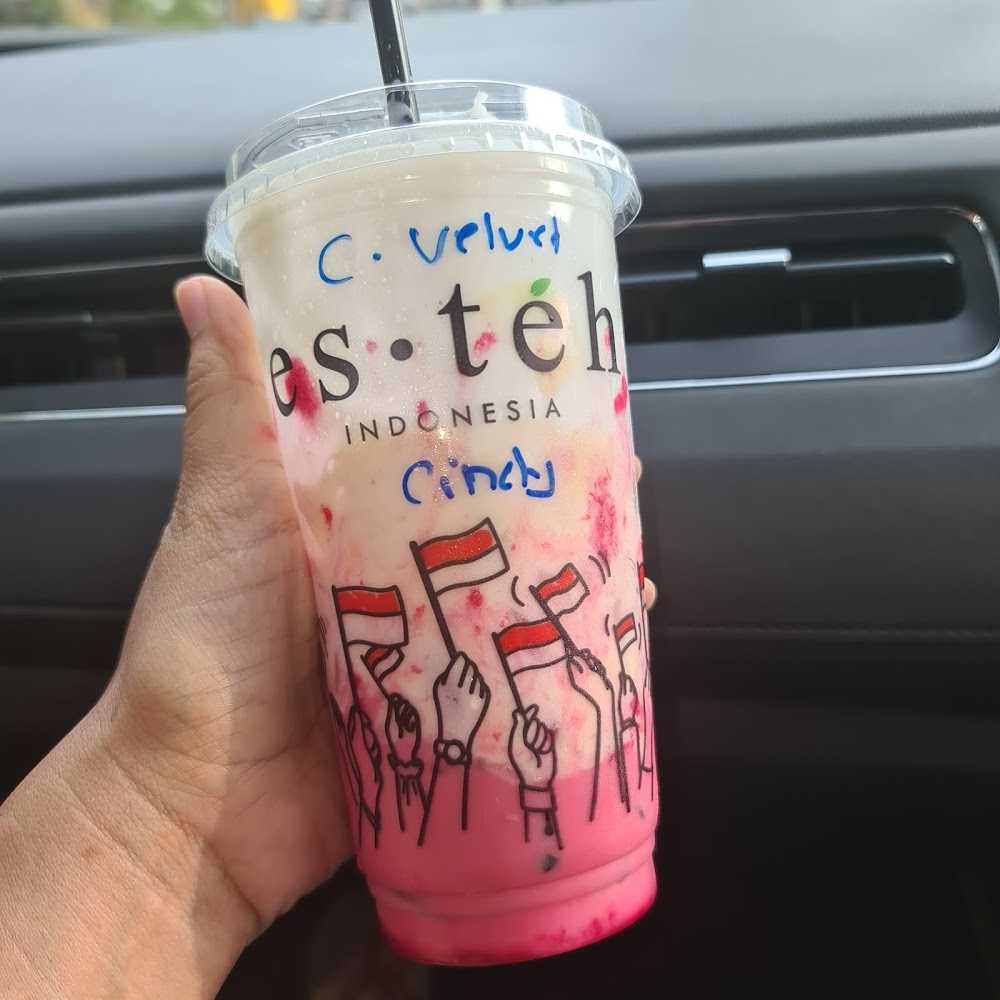 C. Velvet
es • teh
INDONESIA
Cindy